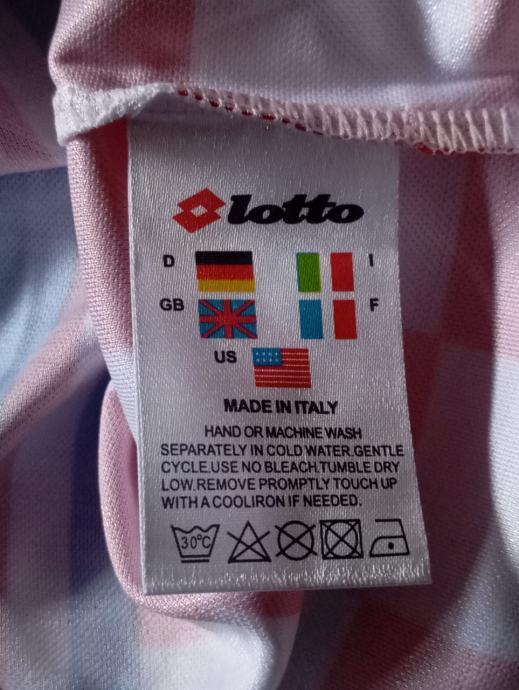 lotto
D I
GB F
US
MADE IN ITALY
HAND OR MACHINE WASH
SEPARATELY IN COLD WATER.GENTLE
CYCLE.USE NO BLEACH.TUMBLE DRY
LOW.REMOVE PROMPTLY TOUCH UP
WITH A COOLIRON IF NEEDED.
30°C